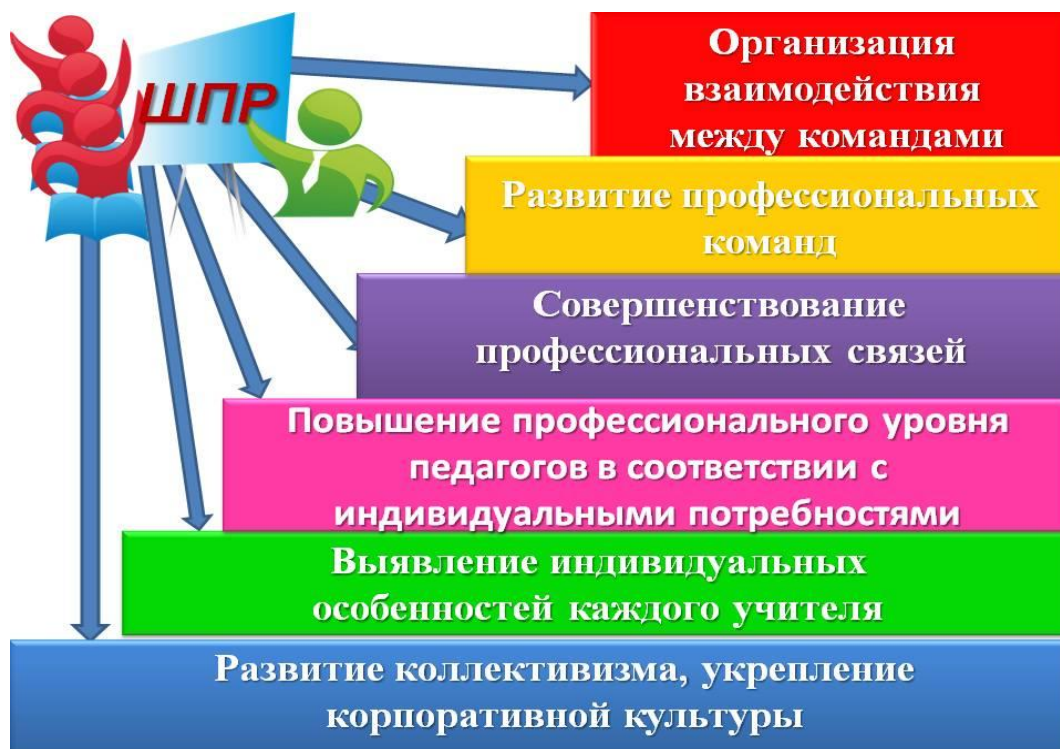 ШПР
Организация
взаимодействия
между командами
Развитие профессиональных
команд
Совершенствование
профессиональных связей
Повышение профессионального уровня
педагогов в соответствии с
индивидуальными потребностями
Выявление индивидуальных
особенностей каждого учителя
Развитие коллективизма, укрепление
корпоративной культуры